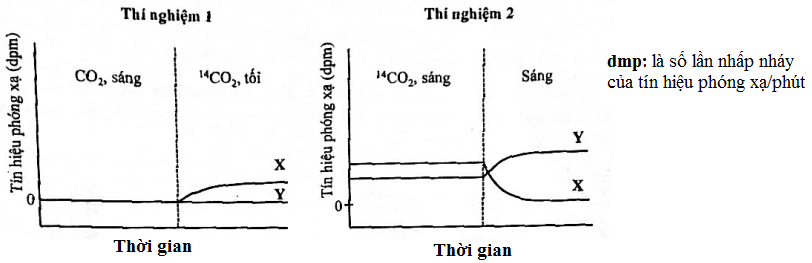 Thí nghiệm 1
Tín hiệu phóng xạ (dpm)
CO2, sáng
14CO2, tối
X
Y
0
Thời gian
Thí nghiệm 2
Tín hiệu phóng xạ (dpm)
14CO2, sáng
Sáng
Y
X
0
Thời gian
dmp: là số lần nhấp nháy
của tín hiệu phóng xạ/phút